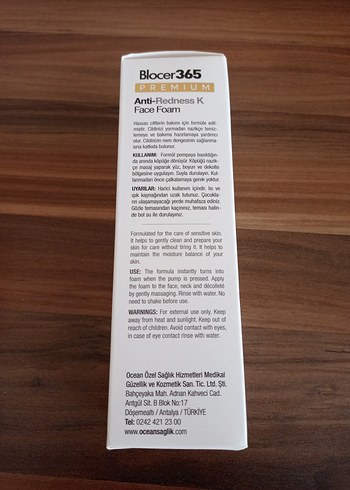 Blocer365
PREMIUM
Anti-Redness K
Face Foam
Hassas ciltlerin bakımı için formüle edil-
miştir. Cildinizi yormadan nazikçe temiz-
lemeye ve bakıma hazırlamaya yardımcı
olur. Cildinizin nem dengesinin sağlanma-
sına katkıda bulunur.
KULLANIM: Formül pompaya basıldığın-
da anında köpüğe dönüşür. Köpüğü nazik-
çe masaj yaparak yüz, boyun ve dekolte
bölgesine uygulayın. Suyla durulayın. Kul-
lanmadan önce çalkalamaya gerek yoktur.
UYARILAR: Harici kullanım içindir. Isı ve
ışık kaynağından uzak tutunuz. Çocukla-
rın ulaşamayacağı yerde muhafaza ediniz.
Gözle temasından kaçınınız, teması halin-
de bol su ile durulayınız.
Formulated for the care of sensitive skin.
It helps to gently clean and prepare your
skin for care without tiring it. It helps to
maintain the moisture balance of your
skin.
USE: The formula instantly turns into
foam when the pump is pressed. Apply
the foam to the face, neck and décolleté
by gently massaging. Rinse with water. No
need to shake before use.
WARNINGS: For external use only. Keep
away from heat and sunlight. Keep out of
reach of children. Avoid contact with eyes,
in case of eye contact rinse with water.
Ocean Özel Sağlık Hizmetleri Medikal
Güzellik ve Kozmetik San. Tic. Ltd. Şti.
Bahçeyaka Mah. Adnan Kahveci Cad.
Antgül Sit. B Blok No:17
Döşemealtı / Antalya / TÜRKİYE
Tel: 0242 421 23 00
www.oceansaglik.com